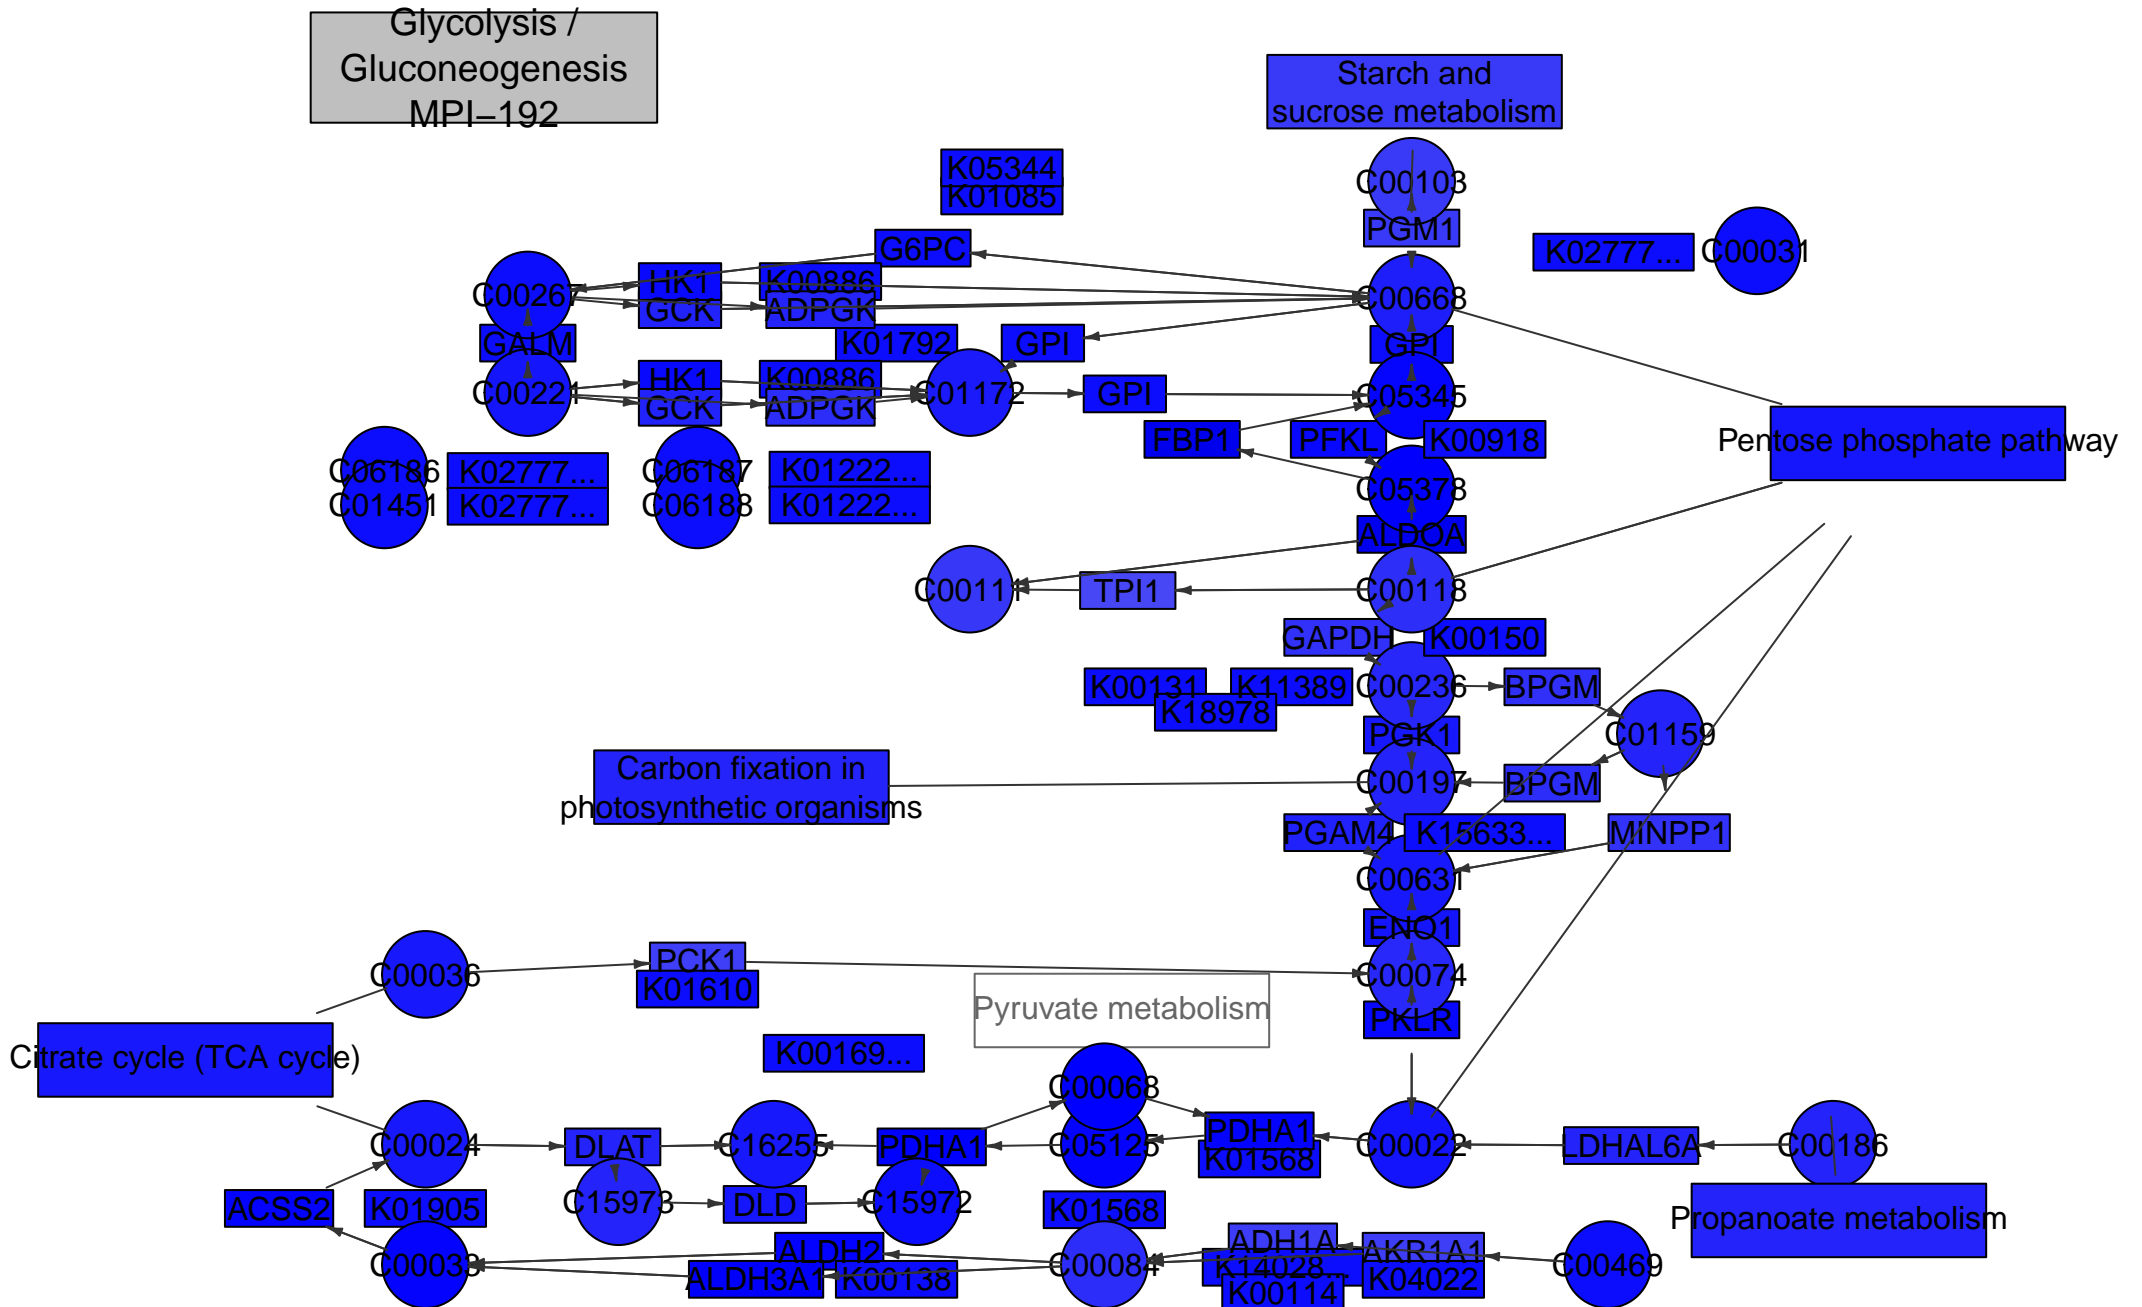 Glycolysis /
Gluconeogenesis
MPI−192
Starch and
sucrose metabolism
K05344
K01085
C00103
PGM1
G6PC
K02777...
C00031
C00267
HK1
K00886
GCK
ADPGK
C00668
GALM
K01792
GPI
GPI
C00221
HK1
K00886
GCK
ADPGK
C01172
GPI
C05345
FBP1
PFKL
K00918
Pentose phosphate pathway
C06186
K02777...
C06187
K01222...
C05378
C01451
K02777...
C06188
K01222...
ALDOA
C00111
TPI1
C00118
GAPDH
K00150
K00131
K11389
C00236
BPGM
K18978
PGK1
C01159
Carbon fixation in
photosynthetic organisms
C00197
BPGM
PGAM4
K15633...
MINPP1
C00631
ENO1
C00036
PCK1
K01610
C00074
Pyruvate metabolism
PKLR
Citrate cycle (TCA cycle)
K00169...
C00068
C00024
DLAT
C16255
PDHA1
C05125
PDHA1
K01568
C00022
LDHAL6A
C00186
ACSS2
K01905
C15973
DLD
C15972
K01568
Propanoate metabolism
C00033
ALDH2
ALDH3A1
K00138
C00084
ADH1A
K14028...
K00114
AKR1A1
K04022
C00469